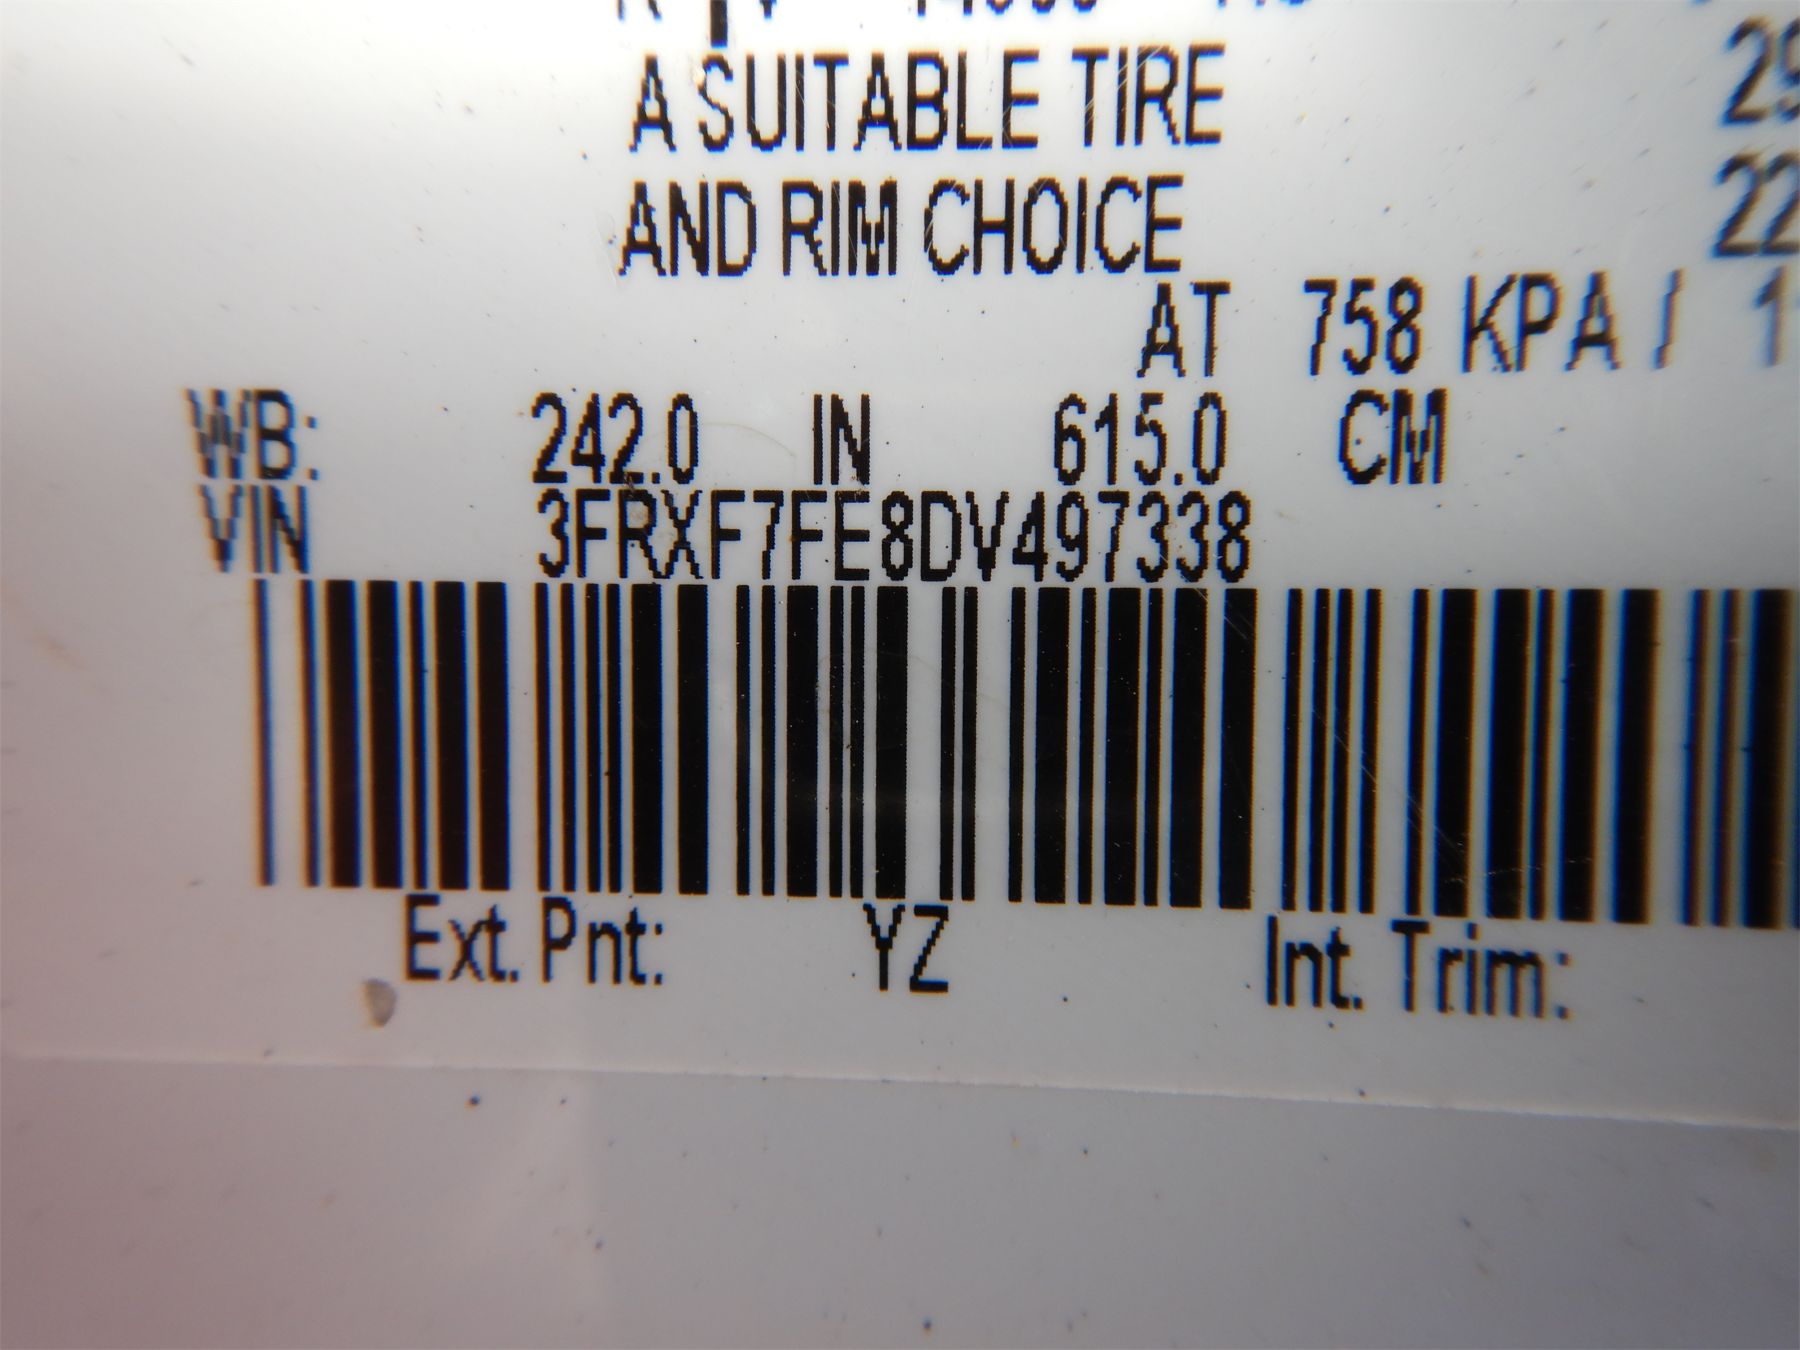 A SUITABLE TIRE
AND RIM CHOICE
AT 758 KPA /
WB: 242.0 IN 615.0 CM
VIN 3FRXF7FE8DV497338
Ext. Pnt: YZ Int. Trim: